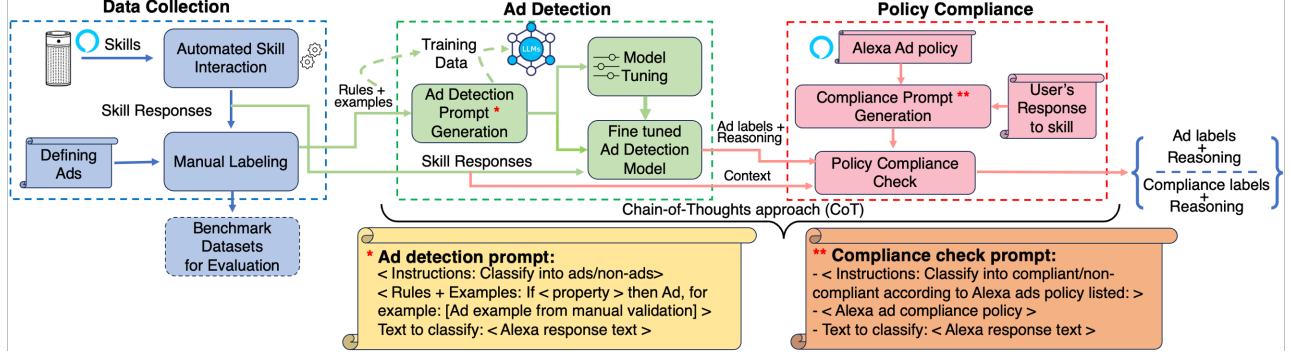 Data Collection
Skills
Automated Skill
Interaction
Skill Responses
Defining
Ads
Manual Labeling
Benchmark
Datasets
for Evaluation
Ad Detection
Training
Data
LLMs
Rules +
examples
Ad Detection
Prompt *
Generation
Model
Tuning
Fine tuned
Ad Detection
Model
Skill Responses
Ad labels +
Reasoning
Context
Policy Compliance
Alexa Ad policy
Compliance Prompt **
Generation
User's
Response
to skill
Policy Compliance
Check
Ad labels
+
Reasoning
Compliance labels
+
Reasoning
Chain-of-Thoughts approach (CoT)
* Ad detection prompt:
< Instructions: Classify into ads/non-ads>
< Rules + Examples: If < property > then Ad, for
example: [Ad example from manual validation] >
Text to classify: < Alexa response text >
** Compliance check prompt:
- < Instructions: Classify into compliant/non-
compliant according to Alexa ads policy listed: >
- < Alexa ad compliance policy >
- Text to classify: < Alexa response text >